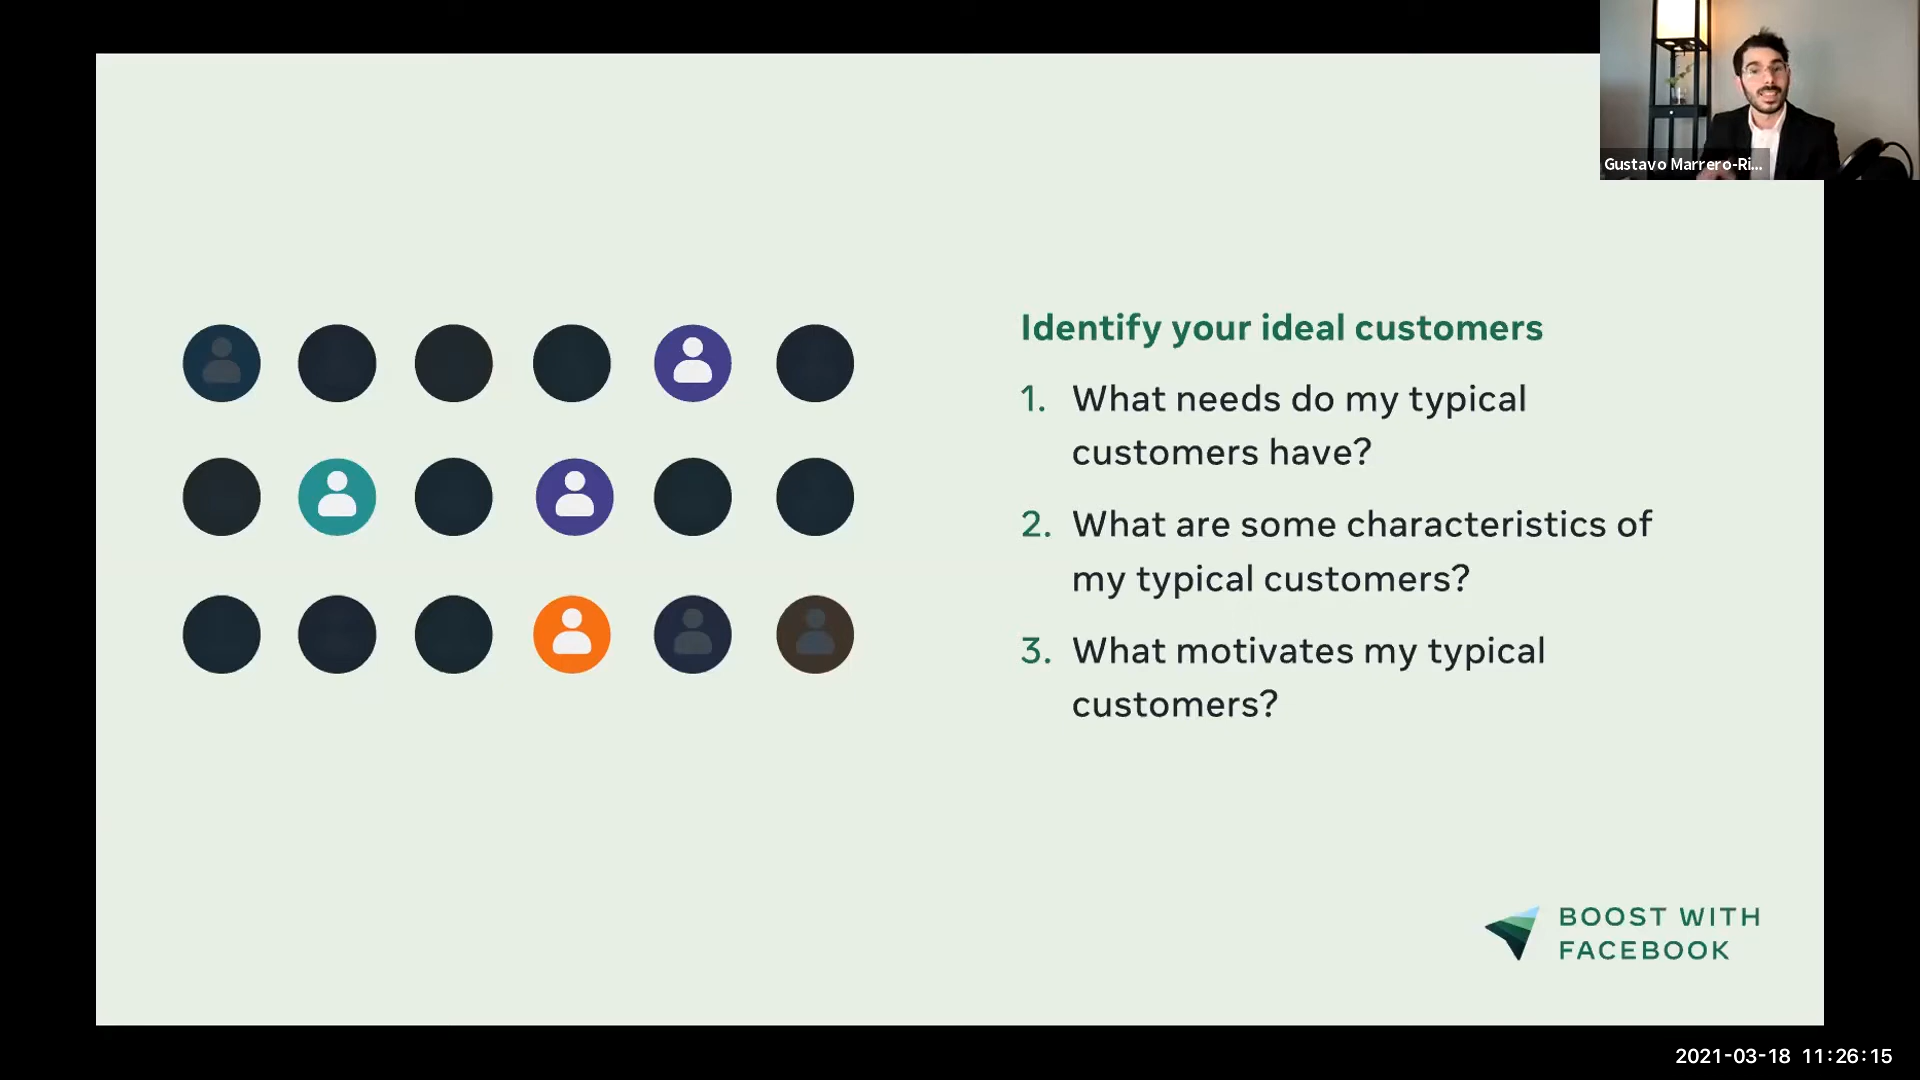 Gustavo Marrero-Ri...
Identify your ideal customers
1. What needs do my typical
customers have?
2. What are some characteristics of
my typical customers?
3. What motivates my typical
customers?
BOOST WITH
FACEBOOK
2021-03-18 11:26:15